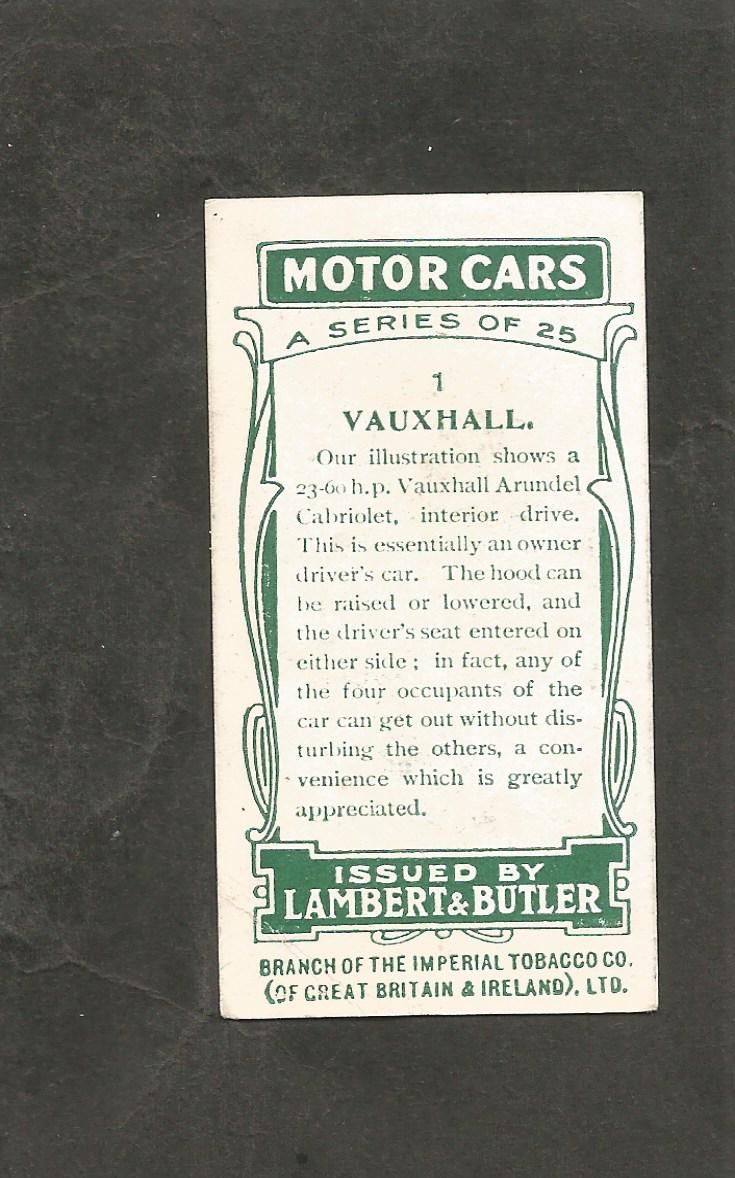 MOTOR CARS
A SERIES OF 25
1
VAUXHALL.
Our illustration shows a
23-60 h.p. Vauxhall Arundel
Cabriolet, interior drive.
This is essentially an owner
driver's car. The hood can
be raised or lowered, and
the driver's seat entered on
either side; in fact, any of
the four occupants of the
car can get out without dis-
turbing the others, a con-
venience which is greatly
appreciated.
ISSUED BY
LAMBERT & BUTLER
BRANCH OF THE IMPERIAL TOBACCO CO.
(OF GREAT BRITAIN & IRELAND), LTD.